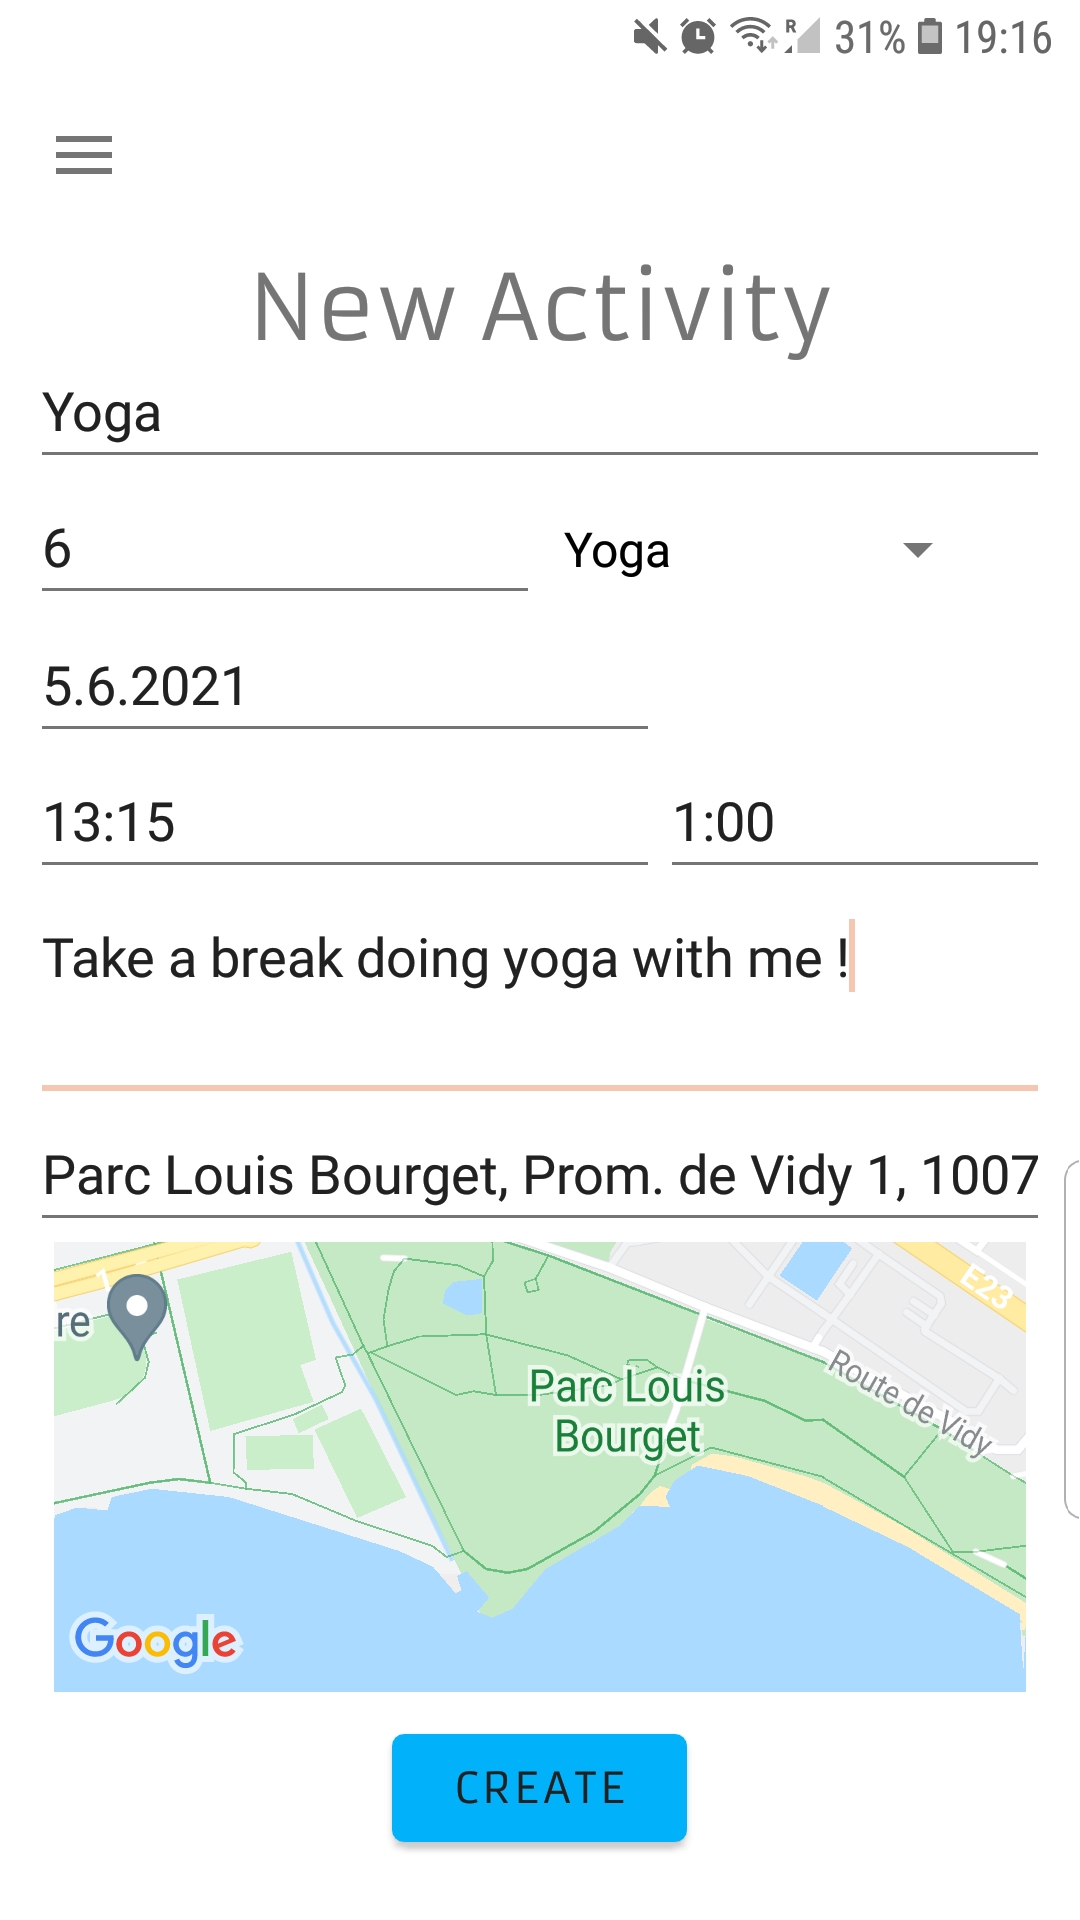 R 31% 19:16
New Activity
Yoga
6 Yoga
5.6.2021
13:15 1:00
Take a break doing yoga with me !
Parc Louis Bourget, Prom. de Vidy 1, 1007
1
E23
re
Route de Vidy
Parc Louis
Bourget
Google
CREATE